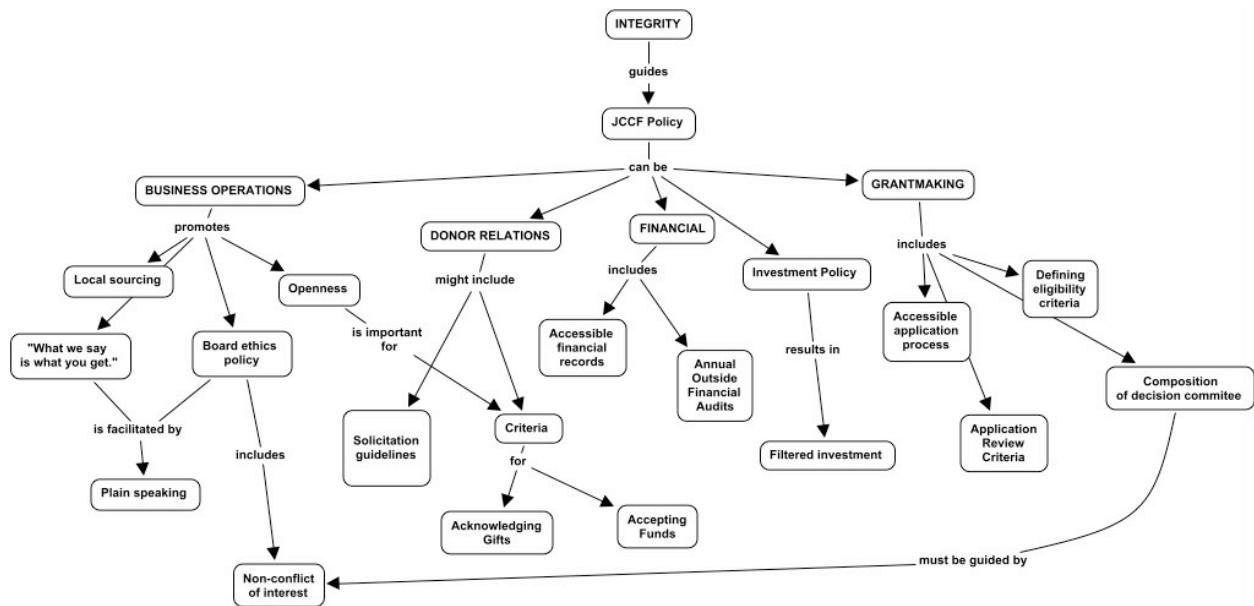 INTEGRITY
guides
JCCF Policy
can be
BUSINESS OPERATIONS
GRANTMAKING
promotes
DONOR RELATIONS
FINANCIAL
includes
Local sourcing
Openness
might include
includes
Investment Policy
Defining
eligibility
criteria
"What we say
is what you get."
Board ethics
policy
is important
for
Accessible
financial
records
Annual
Outside
Financial
Audits
results in
Accessible
application
process
Composition
of decision commitee
is facilitated by
includes
Solicitation
guidelines
Criteria
for
Filtered investment
Application
Review
Criteria
Plain speaking
Acknowledging
Gifts
Accepting
Funds
Non-conflict
of interest
must be guided by